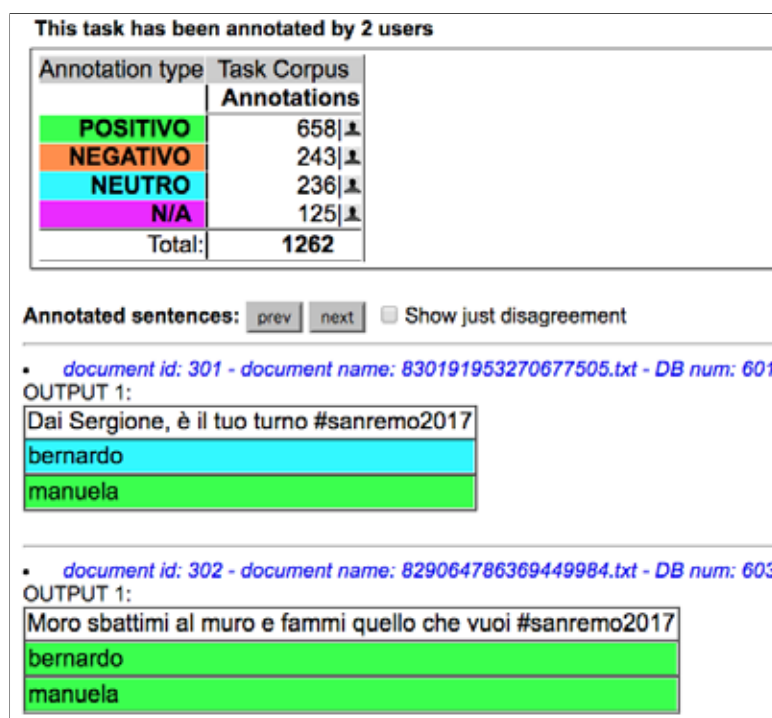 This task has been annotated by 2 users
Annotation type Task Corpus
Annotations
POSITIVO 658|
NEGATIVO 243|
NEUTRO 236|
N/A 125|
Total: 1262
Annotated sentences: prev next Show just disagreement
• document id: 301 - document name: 830191953270677505.txt - DB num: 601
OUTPUT 1:
Dai Sergione, è il tuo turno #sanremo2017
bernardo
manuela
• document id: 302 - document name: 829064786369449984.txt - DB num: 603
OUTPUT 1:
Moro sbattimi al muro e fammi quello che vuoi #sanremo2017
bernardo
manuela